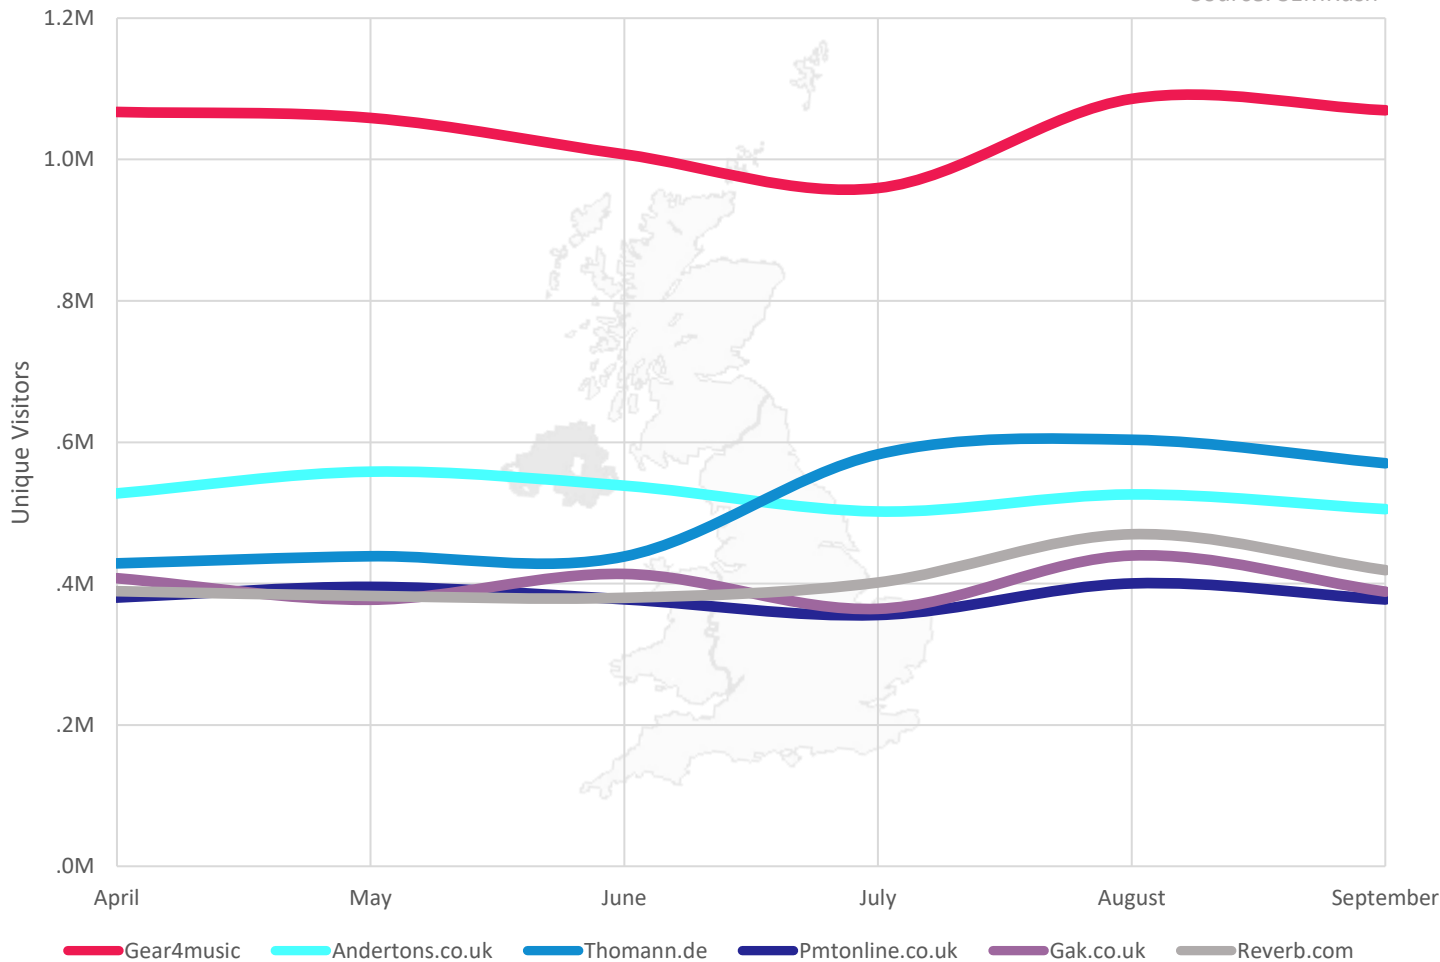 1.2M
1.0M
.8M
.6M
.4M
.2M
.0M
Unique Visitors
April May June July August September
Gear4music Andertons.co.uk Thomann.de Pmtonline.co.uk Gak.co.uk Reverb.com